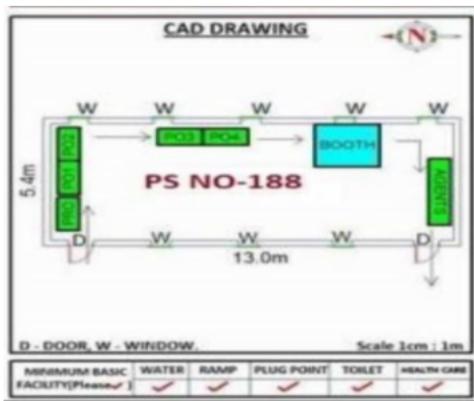 CAD DRAWING
N
W W W W W
PO2 PO3 PO4
BOOTH
5.4m
PO1
PS NO-188
AGENTS
PRO
D W W W D
13.0m
D - DOOR, W - WINDOW.
Scale 1cm : 1m
MINIMUM BASIC WATER RAMP PLUG POINT TOILET HEALTH CARE
FACILITY(Please✓) ✓ ✓ ✓ ✓ ✓